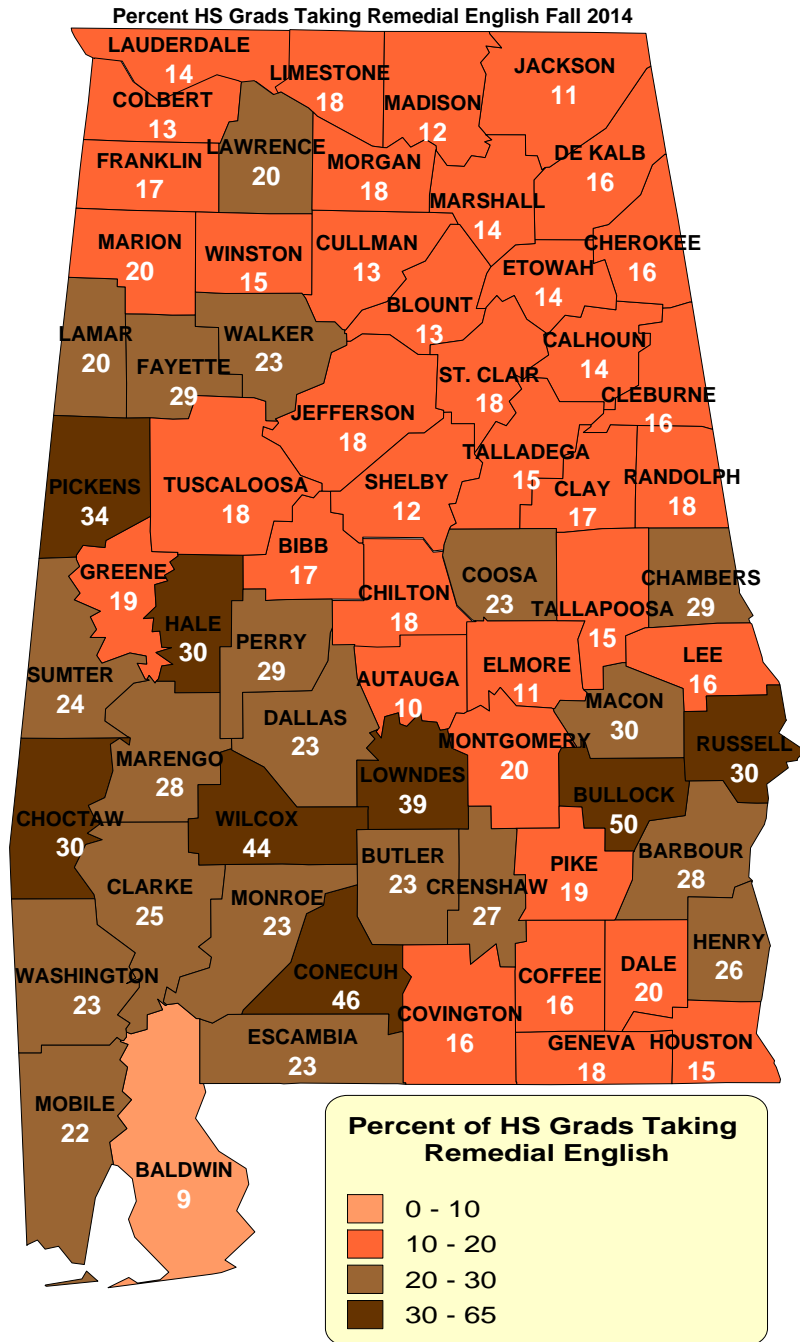 Percent HS Grads Taking Remedial English Fall 2014
LAUDERDALE
14
LIMESTONE
18
MADISON
12
JACKSON
11
COLBERT
13
LAWRENCE
20
FRANKLIN
17
MORGAN
18
DE KALB
16
MARSHALL
14
MARION
20
WINSTON
15
CULLMAN
13
CHEROKEE
16
ETOWAH
14
BLOUNT
13
LAMAR
20
FAYETTE
29
WALKER
23
CALHOUN
14
ST. CLAIR
18
CLEBURNE
16
JEFFERSON
18
PICKENS
34
TUSCALOOSA
18
SHELBY
12
TALLADEGA
15
CLAY
17
RANDOLPH
18
BIBB
17
GREENE
19
HALE
30
CHILTON
18
COOSA
23
TALLAPOOSA
15
CHAMBERS
29
PERRY
29
SUMTER
24
AUTAUGA
10
ELMORE
11
LEE
16
DALLAS
23
MACON
30
MARENGO
28
MONTGOMERY
20
RUSSELL
30
LOWNDES
39
CHOCTAW
30
WILCOX
44
BULLOCK
50
BUTLER
23
CRENSHAW
27
PIKE
19
BARBOUR
28
CLARKE
25
MONROE
23
HENRY
26
WASHINGTON
23
CONECUH
46
COVINGTON
16
COFFEE
16
DALE
20
ESCAMBIA
23
GENEVA
18
HOUSTON
15
MOBILE
22
BALDWIN
9
Percent of HS Grads Taking
Remedial English
0 - 10
10 - 20
20 - 30
30 - 65